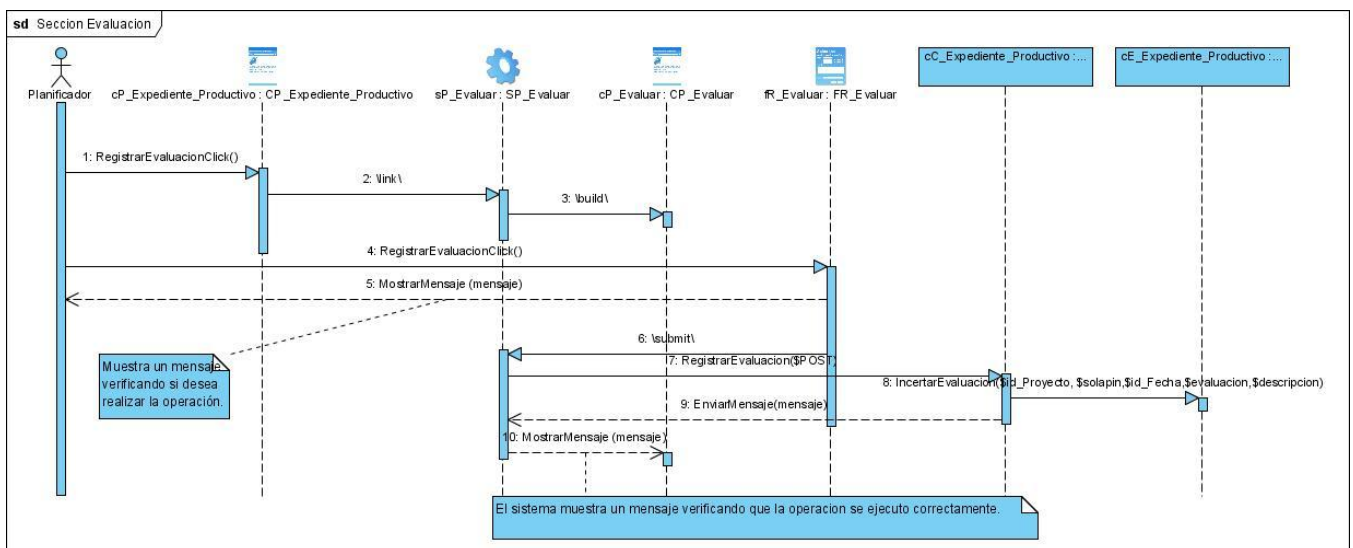 sd Seccion Evaluacion
Planificador
cP_Expediente_Productivo : CP_Expediente_Productivo
sP_Evaluar : SP_Evaluar
cP_Evaluar : CP_Evaluar
fR_Evaluar : FR_Evaluar
cC_Expediente_Productivo :...
cE_Expediente_Productivo :...
1: RegistrarEvaluacionClick()
2: \link\
3: \build\
4: RegistrarEvaluacionClick()
5: MostrarMensaje (mensaje)
Muestra un mensaje
verificando si desea
realizar la operación.
6: \submit\
7: RegistrarEvaluacion($POST)
8: IncertarEvaluacion($id_Proyecto, $solapin,$id_Fecha,$evaluacion,$descripcion)
9: EnviarMensaje(mensaje)
10: MostrarMensaje (mensaje)
El sistema muestra un mensaje verificando que la operacion se ejecuto correctamente.